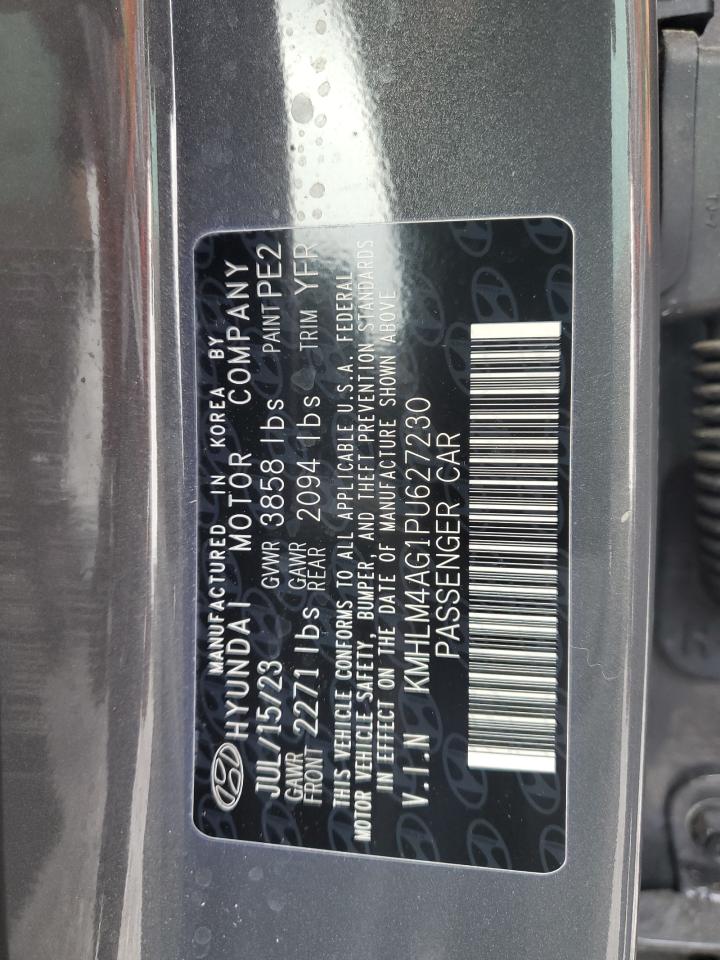 MANUFACTURED IN KOREA BY
HYUNDAI MOTOR COMPANY
JUL/15/23 GVWR 3858 lbs PAINT PE2
GAWR FRONT 2271 lbs GAWR REAR 2094 lbs TRIM YFR
THIS VEHICLE CONFORMS TO ALL APPLICABLE U.S.A. FEDERAL
MOTOR VEHICLE SAFETY, BUMPER, AND THEFT PREVENTION STANDARDS
IN EFFECT ON THE DATE OF MANUFACTURE SHOWN ABOVE
V.I.N KMHLM4AG1PU627230
PASSENGER CAR